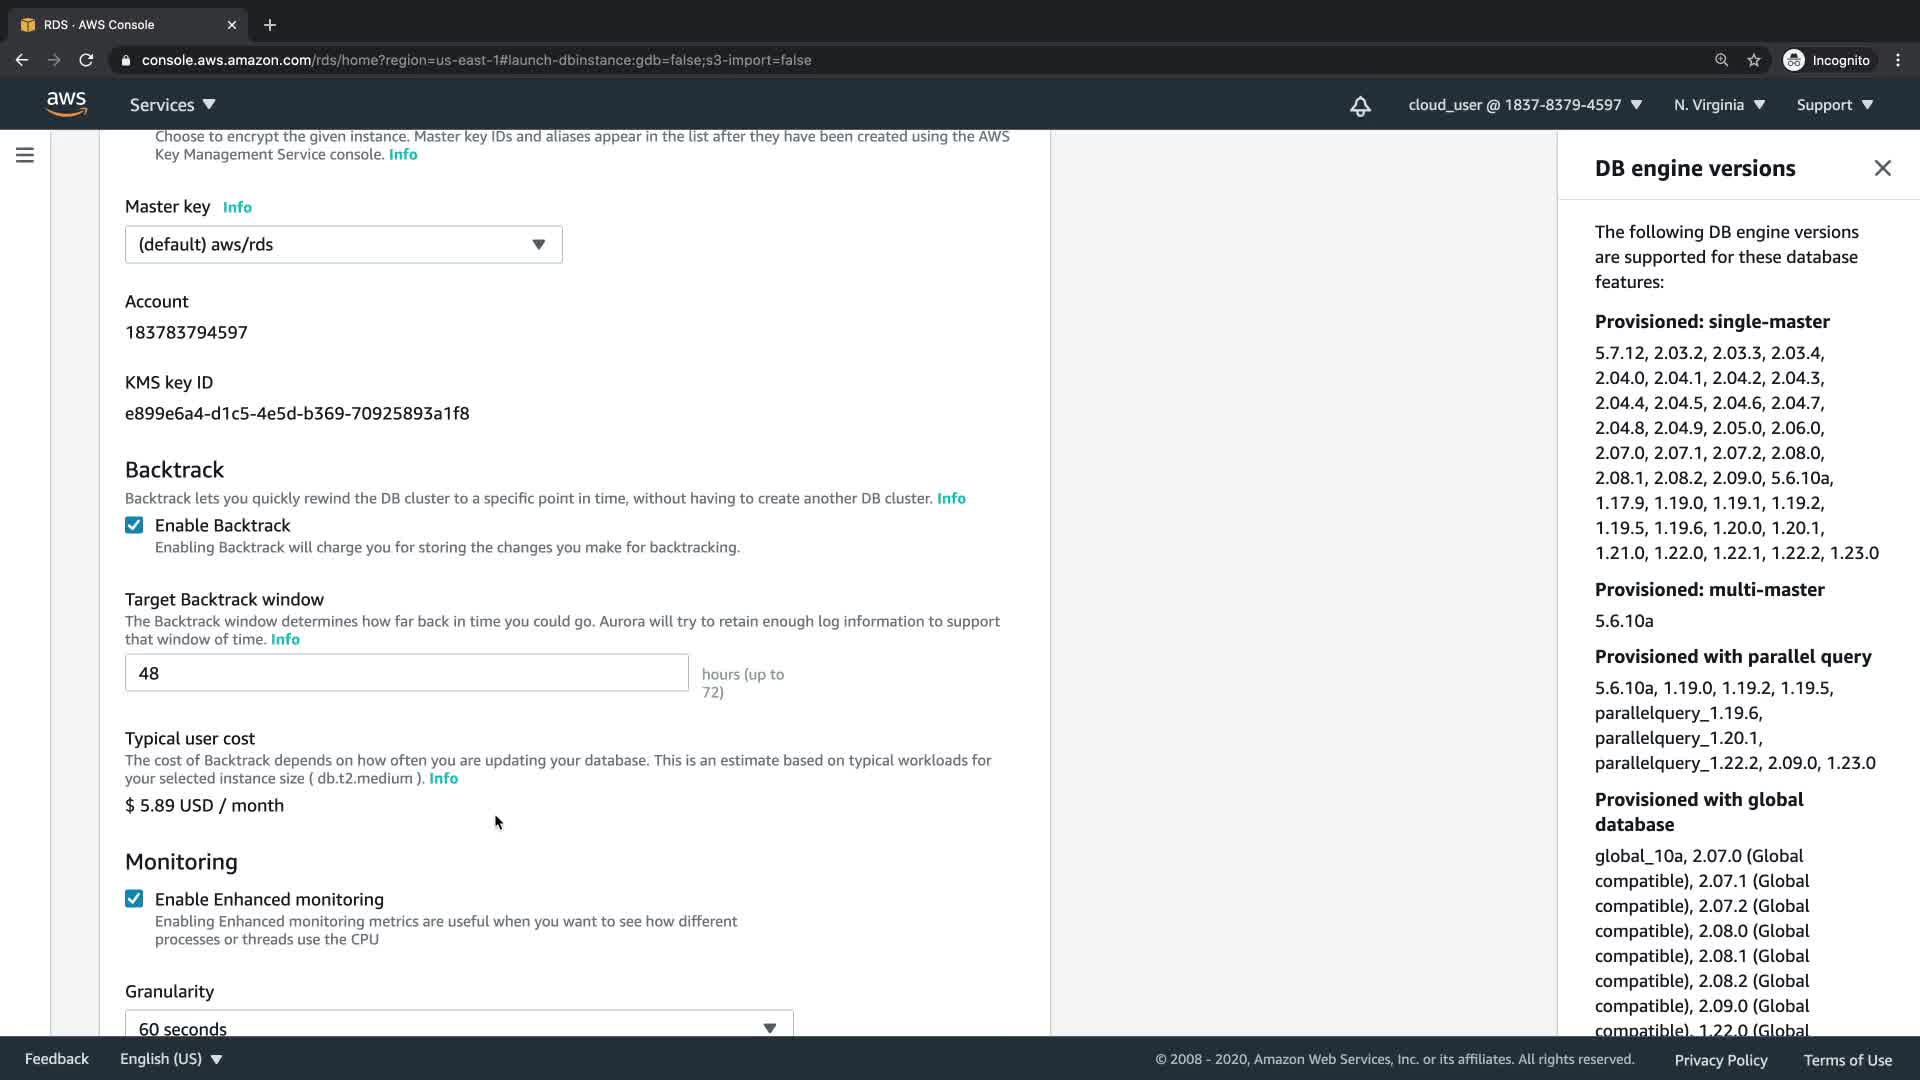 RDS · AWS Console
console.aws.amazon.com/rds/home?region=us-east-1#launch-dbinstance:gdb=false;s3-import=false
Incognito
aws
Services
cloud_user @ 1837-8379-4597
N. Virginia
Support
Choose to encrypt the given instance. Master key IDs and aliases appear in the list after they have been created using the AWS
Key Management Service console. Info
Master key Info
(default) aws/rds
Account
183783794597
KMS key ID
e899e6a4-d1c5-4e5d-b369-70925893a1f8
Backtrack
Backtrack lets you quickly rewind the DB cluster to a specific point in time, without having to create another DB cluster. Info
Enable Backtrack
Enabling Backtrack will charge you for storing the changes you make for backtracking.
Target Backtrack window
The Backtrack window determines how far back in time you could go. Aurora will try to retain enough log information to support
that window of time. Info
48
hours (up to
72)
Typical user cost
The cost of Backtrack depends on how often you are updating your database. This is an estimate based on typical workloads for
your selected instance size ( db.t2.medium ). Info
$ 5.89 USD / month
Monitoring
Enable Enhanced monitoring
Enabling Enhanced monitoring metrics are useful when you want to see how different
processes or threads use the CPU
Granularity
60 seconds
DB engine versions
The following DB engine versions
are supported for these database
features:
Provisioned: single-master
5.7.12, 2.03.2, 2.03.3, 2.03.4,
2.04.0, 2.04.1, 2.04.2, 2.04.3,
2.04.4, 2.04.5, 2.04.6, 2.04.7,
2.04.8, 2.04.9, 2.05.0, 2.06.0,
2.07.0, 2.07.1, 2.07.2, 2.08.0,
2.08.1, 2.08.2, 2.09.0, 5.6.10a,
1.17.9, 1.19.0, 1.19.1, 1.19.2,
1.19.5, 1.19.6, 1.20.0, 1.20.1,
1.21.0, 1.22.0, 1.22.1, 1.22.2, 1.23.0
Provisioned: multi-master
5.6.10a
Provisioned with parallel query
5.6.10a, 1.19.0, 1.19.2, 1.19.5,
parallelquery_1.19.6,
parallelquery_1.20.1,
parallelquery_1.22.2, 2.09.0, 1.23.0
Provisioned with global
database
global_10a, 2.07.0 (Global
compatible), 2.07.1 (Global
compatible), 2.07.2 (Global
compatible), 2.08.0 (Global
compatible), 2.08.1 (Global
compatible), 2.08.2 (Global
compatible), 2.09.0 (Global
compatible), 1.22.0 (Global
Feedback
English (US)
© 2008 - 2020, Amazon Web Services, Inc. or its affiliates. All rights reserved.
Privacy Policy
Terms of Use